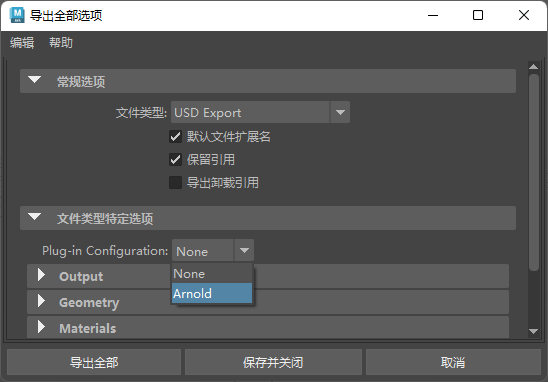 导出全部选项
编辑 帮助
常规选项
文件类型: USD Export
默认文件扩展名
保留引用
导出卸载引用
文件类型特定选项
Plug-in Configuration: None
None
Arnold
Output
Geometry
Materials
导出全部 保存并关闭 取消